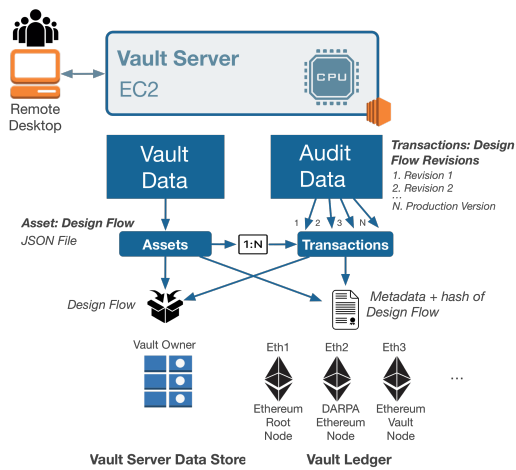 Vault Server
EC2
CPU
Remote
Desktop
Vault
Data
Audit
Data
Transactions: Design
Flow Revisions
1. Revision 1
2. Revision 2
...
N. Production Version
1 2 3 N
Asset: Design Flow
JSON File
Assets
1:N
Transactions
Design Flow
Metadata + hash of
Design Flow
Vault Owner
Eth1 Eth2 Eth3
...
Ethereum
Root
Node
DARPA
Ethereum
Node
Ethereum
Vault
Node
Vault Server Data Store
Vault Ledger